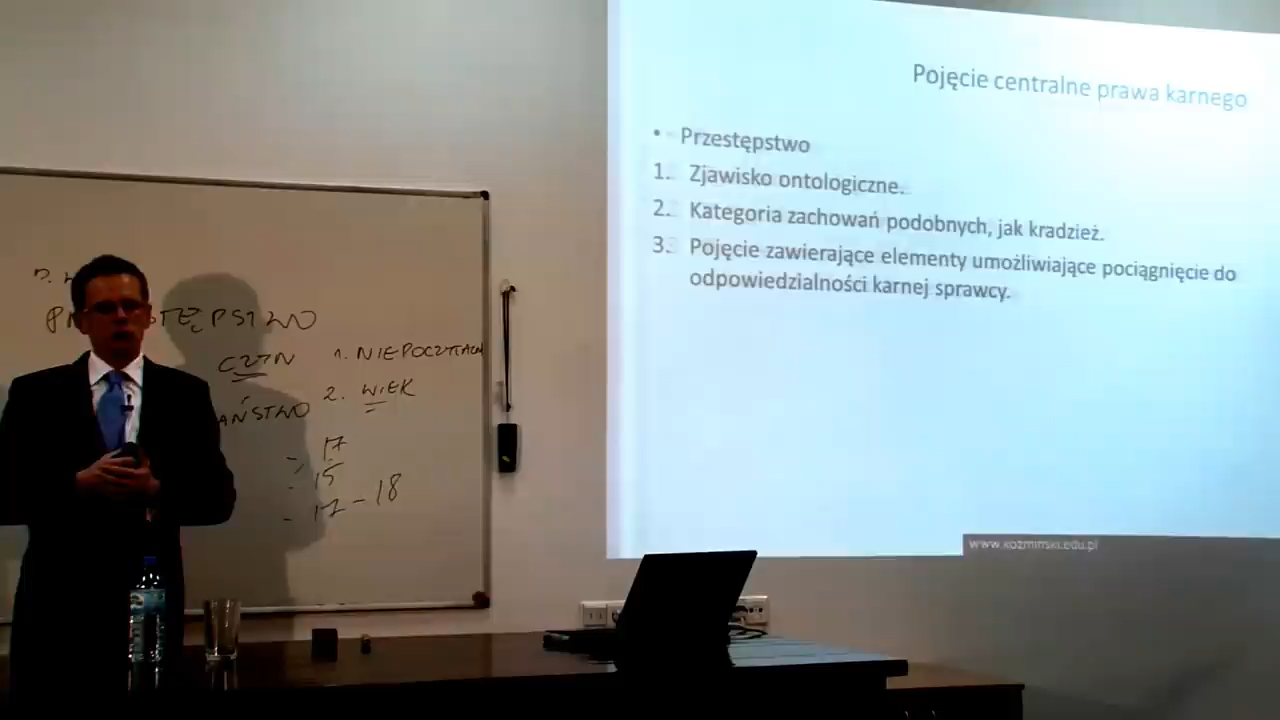 PRZESTĘPSTWO
CZYN
1. NIEPOCZYTALN
2. WIEK
AŃSTWO
- 17
- 15
- 17 - 18
Pojęcie centralne prawa karnego
• Przestępstwo
1. Zjawisko ontologiczne.
2. Kategoria zachowań podobnych, jak kradzież.
3. Pojęcie zawierające elementy umożliwiające pociągnięcie do
odpowiedzialności karnej sprawcy.
www.kozminski.edu.pl